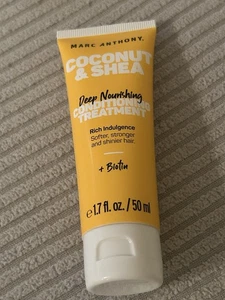 MARC ANTHONY.
COCONUT
& SHEA
Deep Nourishing
CONDITIONING
TREATMENT
Rich Indulgence
Softer, stronger
and shinier hair.
+ Biotin
e 1.7 fl. oz. / 50 ml